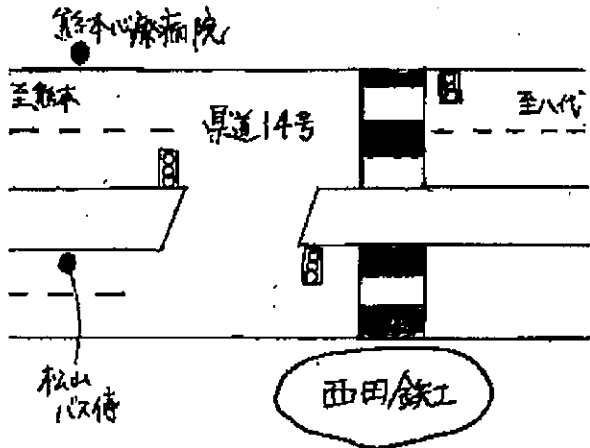 熊本心療病院
至熊本
県道14号
至八代
松山
バス停
西田鉄工